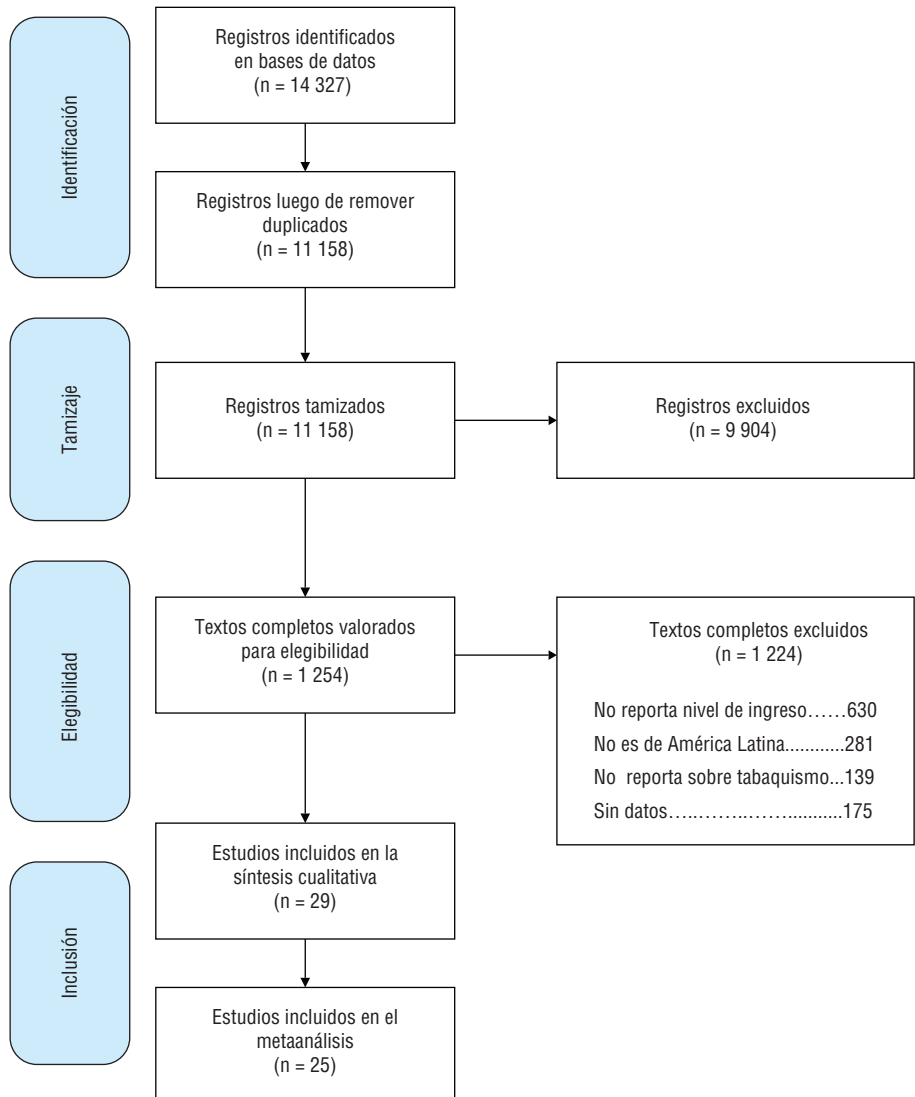 Identificación
Registros identificados
en bases de datos
(n = 14 327)
Registros luego de remover
duplicados
(n = 11 158)
Tamizaje
Registros tamizados
(n = 11 158)
Registros excluidos
(n = 9 904)
Elegibilidad
Textos completos valorados
para elegibilidad
(n = 1 254)
Textos completos excluidos
(n = 1 224)
No reporta nivel de ingreso......630
No es de América Latina............281
No reporta sobre tabaquismo...139
Sin datos…..……..……...........175
Inclusión
Estudios incluidos en la
síntesis cualitativa
(n = 29)
Estudios incluidos en el
metaanálisis
(n = 25)